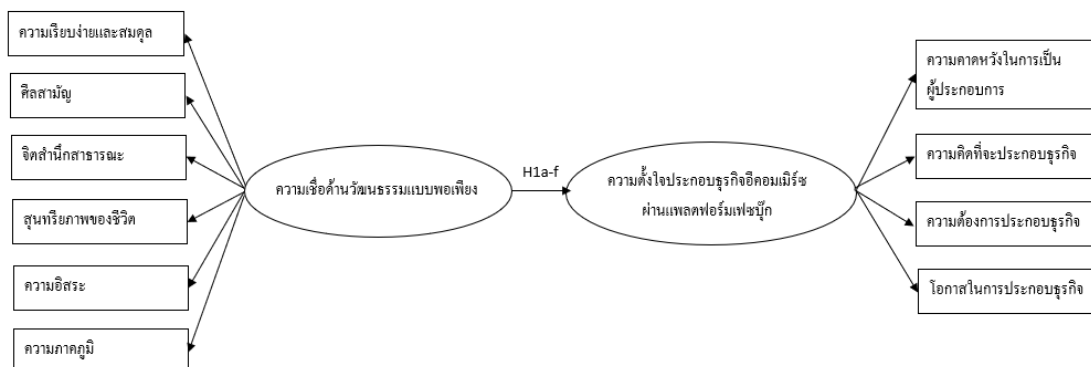 ความเรียบง่ายและสมดุล
ศีลสามัญ
จิตสำนึกสาธารณะ
สุนทรียภาพของชีวิต
ความอิสระ
ความภาคภูมิ
ความเชื่อด้านวัฒนธรรมแบบพอเพียง
H1a-f
ความตั้งใจประกอบธุรกิจอีคอมเมิร์ซ
ผ่านแพลตฟอร์มเฟซบุ๊ก
ความคาดหวังในการเป็น
ผู้ประกอบการ
ความคิดที่จะประกอบธุรกิจ
ความต้องการประกอบธุรกิจ
โอกาสในการประกอบธุรกิจ